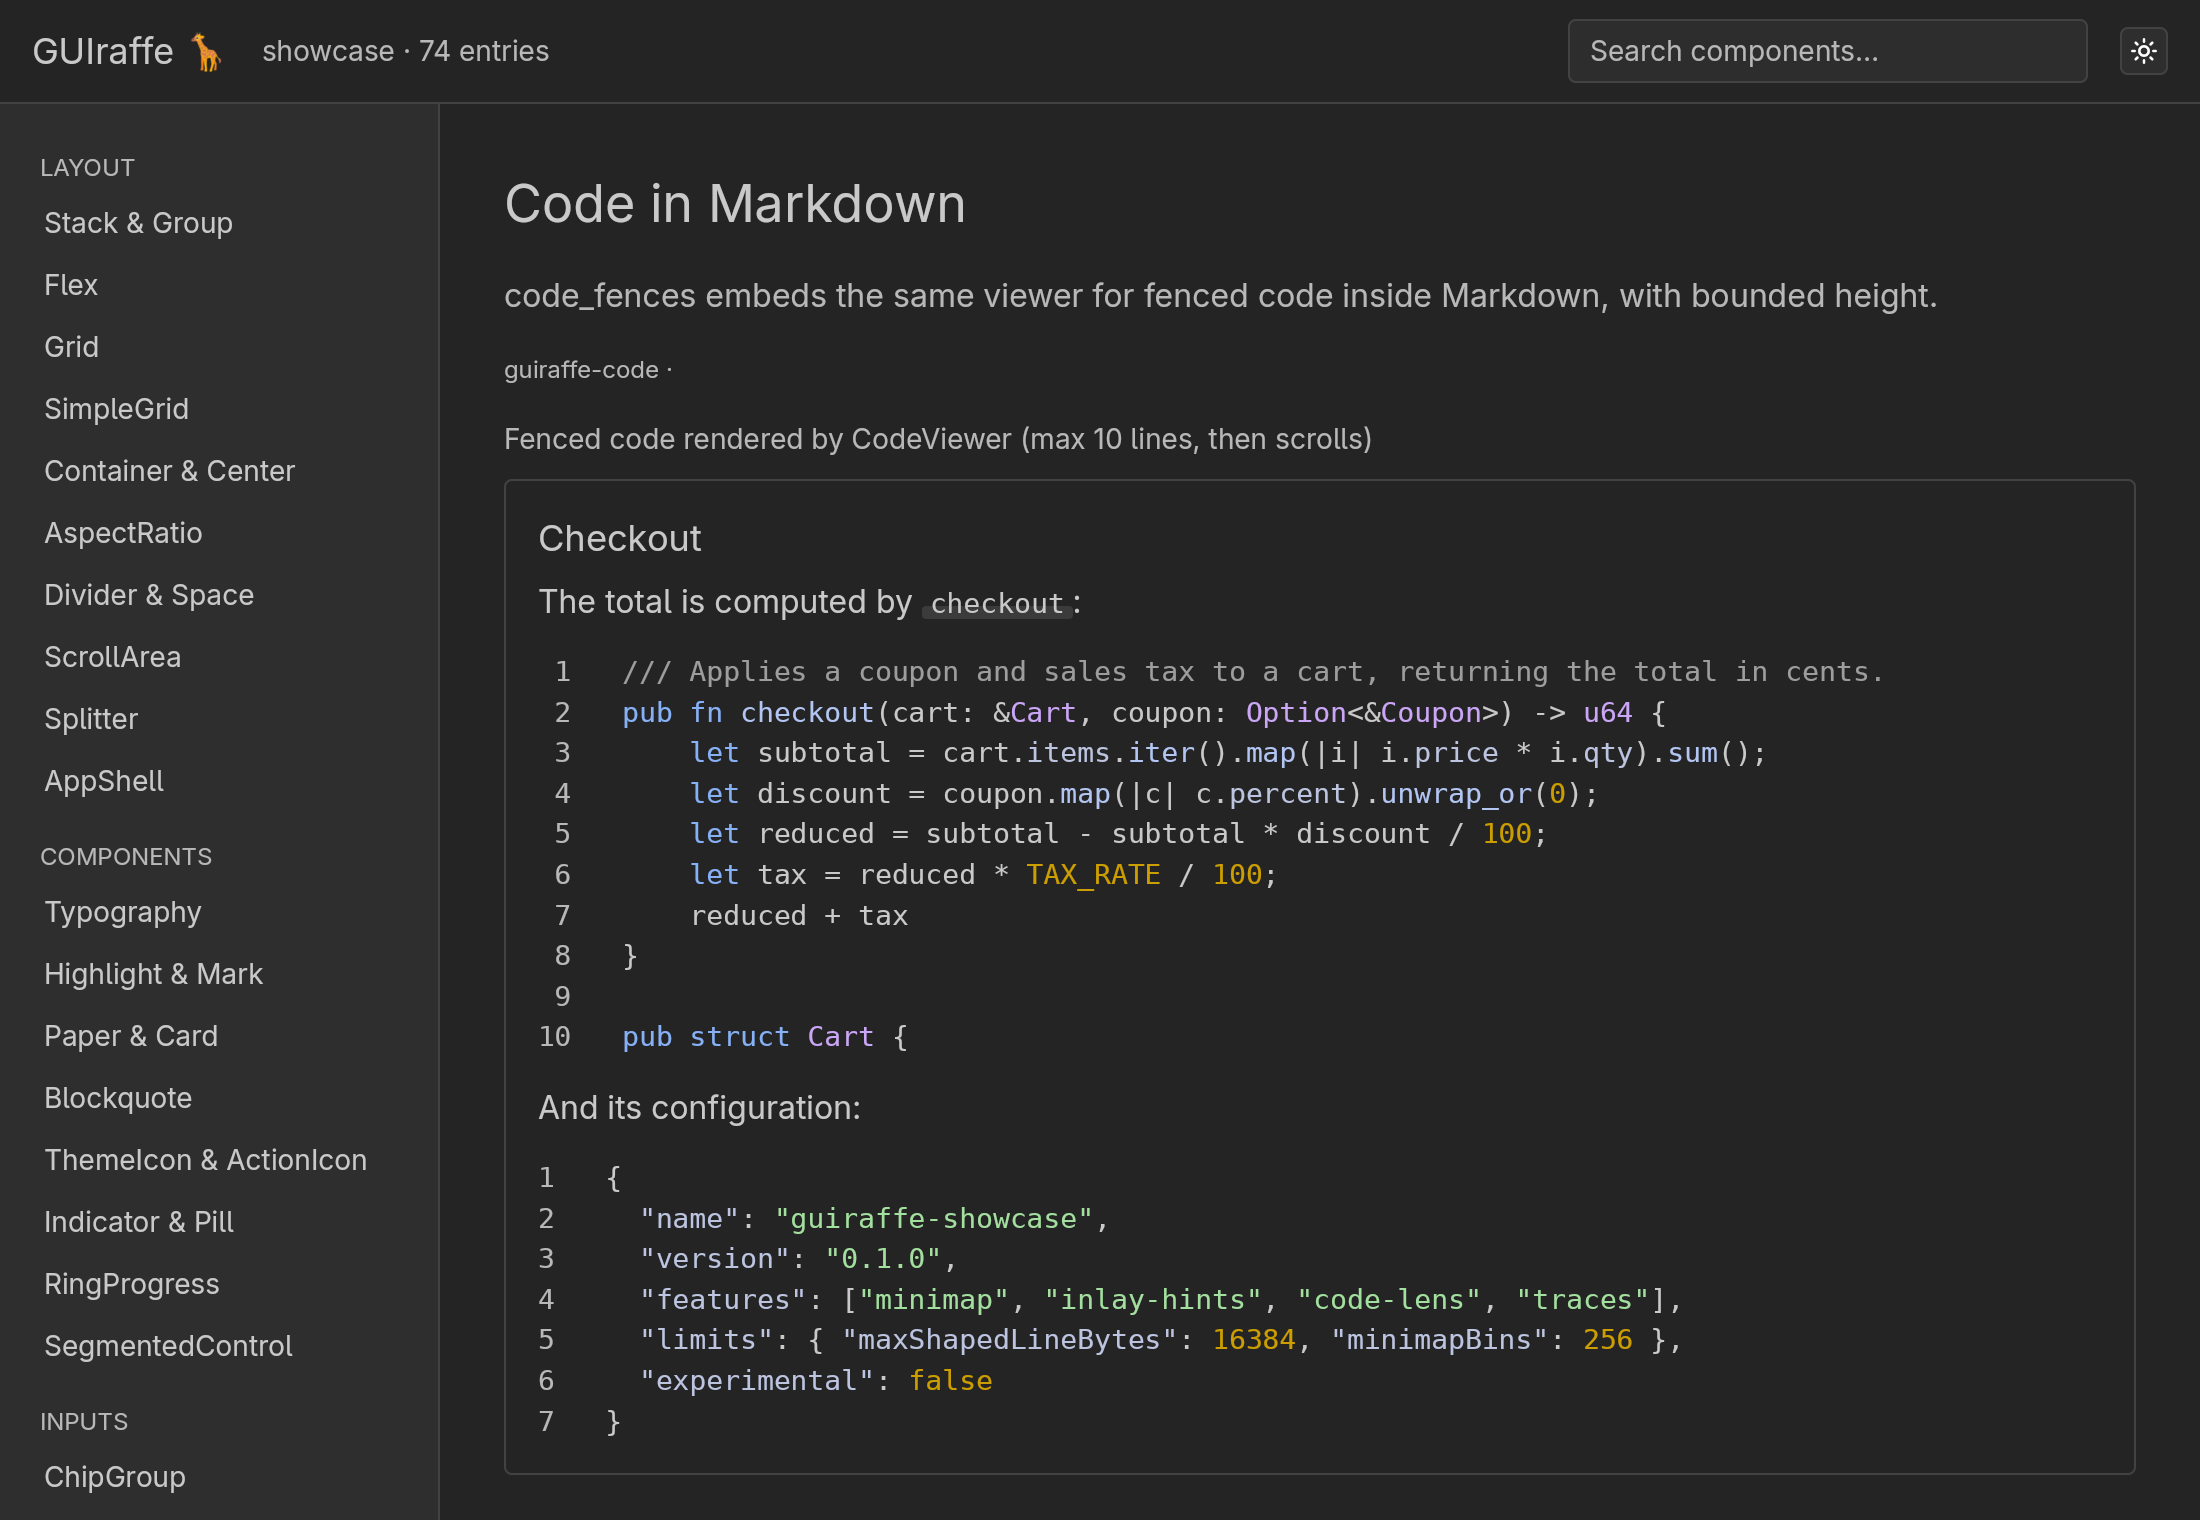 GUIraffe 🦒 showcase · 74 entries
Search components...
LAYOUT
Stack & Group
Flex
Grid
SimpleGrid
Container & Center
AspectRatio
Divider & Space
ScrollArea
Splitter
AppShell
COMPONENTS
Typography
Highlight & Mark
Paper & Card
Blockquote
ThemeIcon & ActionIcon
Indicator & Pill
RingProgress
SegmentedControl
INPUTS
ChipGroup
Code in Markdown
code_fences embeds the same viewer for fenced code inside Markdown, with bounded height.
guiraffe-code ·
Fenced code rendered by CodeViewer (max 10 lines, then scrolls)
Checkout
The total is computed by checkout:
1 /// Applies a coupon and sales tax to a cart, returning the total in cents.
2 pub fn checkout(cart: &Cart, coupon: Option<&Coupon>) -> u64 {
3     let subtotal = cart.items.iter().map(|i| i.price * i.qty).sum();
4     let discount = coupon.map(|c| c.percent).unwrap_or(0);
5     let reduced = subtotal - subtotal * discount / 100;
6     let tax = reduced * TAX_RATE / 100;
7     reduced + tax
8 }
9
10 pub struct Cart {
And its configuration:
1 {
2   "name": "guiraffe-showcase",
3   "version": "0.1.0",
4   "features": ["minimap", "inlay-hints", "code-lens", "traces"],
5   "limits": { "maxShapedLineBytes": 16384, "minimapBins": 256 },
6   "experimental": false
7 }